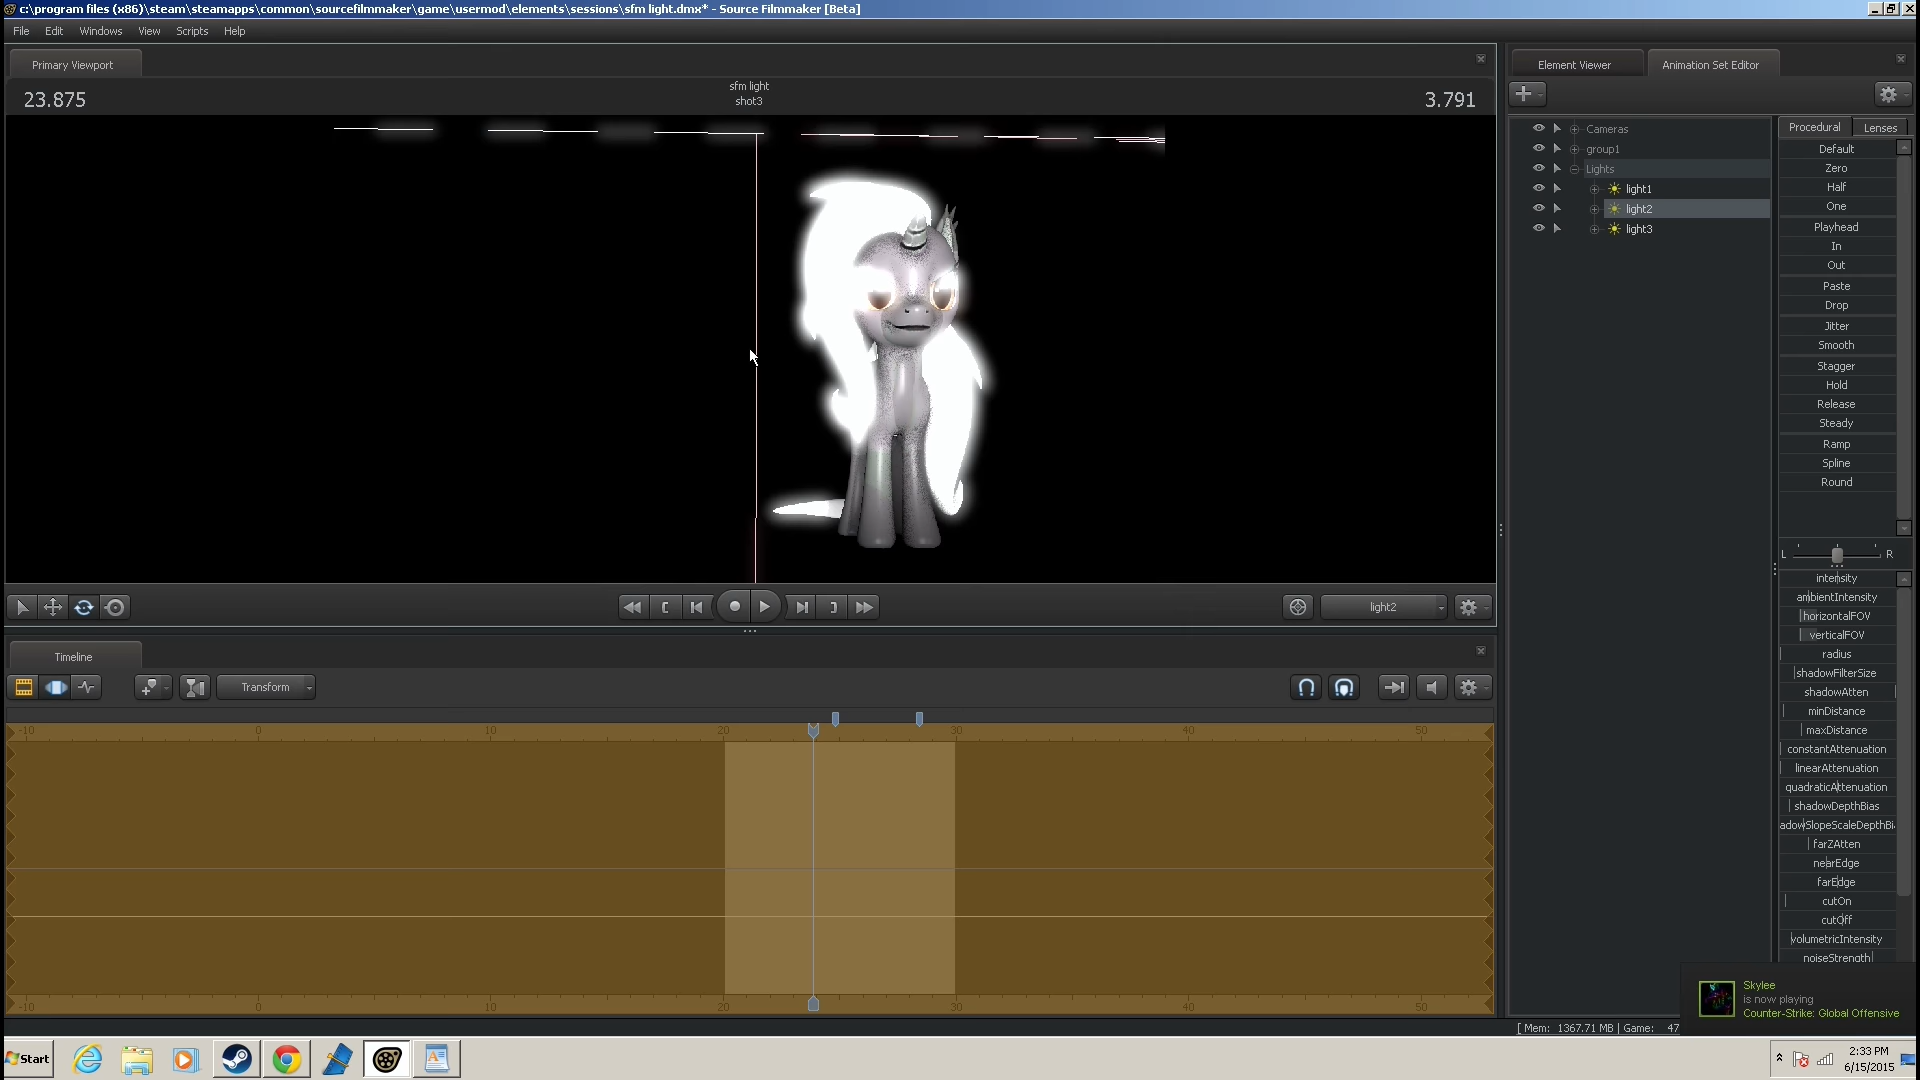 c:\program files (x86)\steam\steamapps\common\sourcefilmmaker\game\usermod\elements\sessions\sfm light.dmx* - Source Filmmaker [Beta]
File Edit Windows View Scripts Help
Primary Viewport
23.875
sfm light
shot3
3.791
light2
Timeline
Transform
-10 0 10 20 30 40 50
-10 0 10 20 30 40 50
Element Viewer
Animation Set Editor
Cameras
group1
Lights
light1
light2
light3
Procedural
Lenses
Default
Zero
Half
One
Playhead
In
Out
Paste
Drop
Jitter
Smooth
Stagger
Hold
Release
Steady
Ramp
Spline
Round
L R
intensity
ambientIntensity
horizontalFOV
verticalFOV
radius
shadowFilterSize
shadowAtten
minDistance
maxDistance
constantAttenuation
linearAttenuation
quadraticAttenuation
shadowDepthBias
adowSlopeScaleDepthBi
farZAtten
nearEdge
farEdge
cutOn
cutOff
volumetricIntensity
noiseStrength
Skylee
is now playing
Counter-Strike: Global Offensive
[ Mem: 1367.71 MB | Game: 47
Start
2:33 PM
6/15/2015